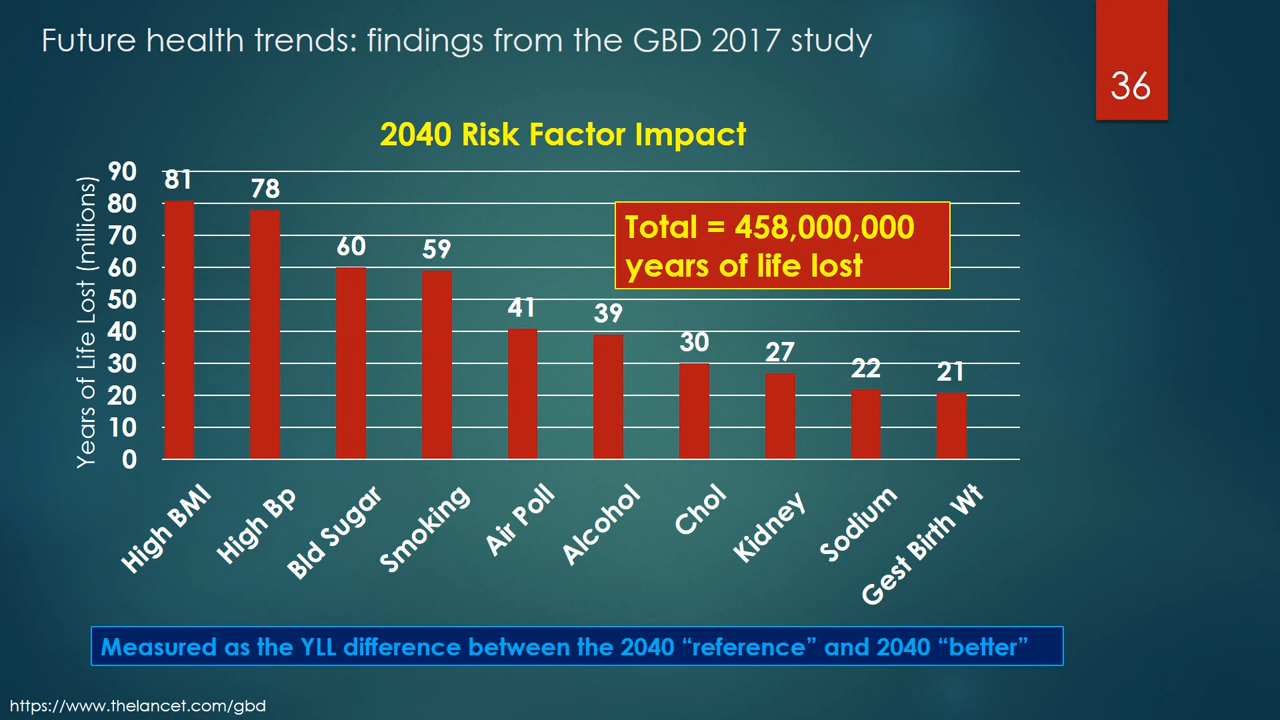 Future health trends: findings from the GBD 2017 study
36
2040 Risk Factor Impact
Years of Life Lost (millions)
90
80
70
60
50
40
30
20
10
0
81
78
60
59
41
39
30
27
22
21
Total = 458,000,000
years of life lost
High BMI
High Bp
Bld Sugar
Smoking
Air Poll
Alcohol
Chol
Kidney
Sodium
Gest Birth Wt
Measured as the YLL difference between the 2040 “reference” and 2040 “better”
https://www.thelancet.com/gbd